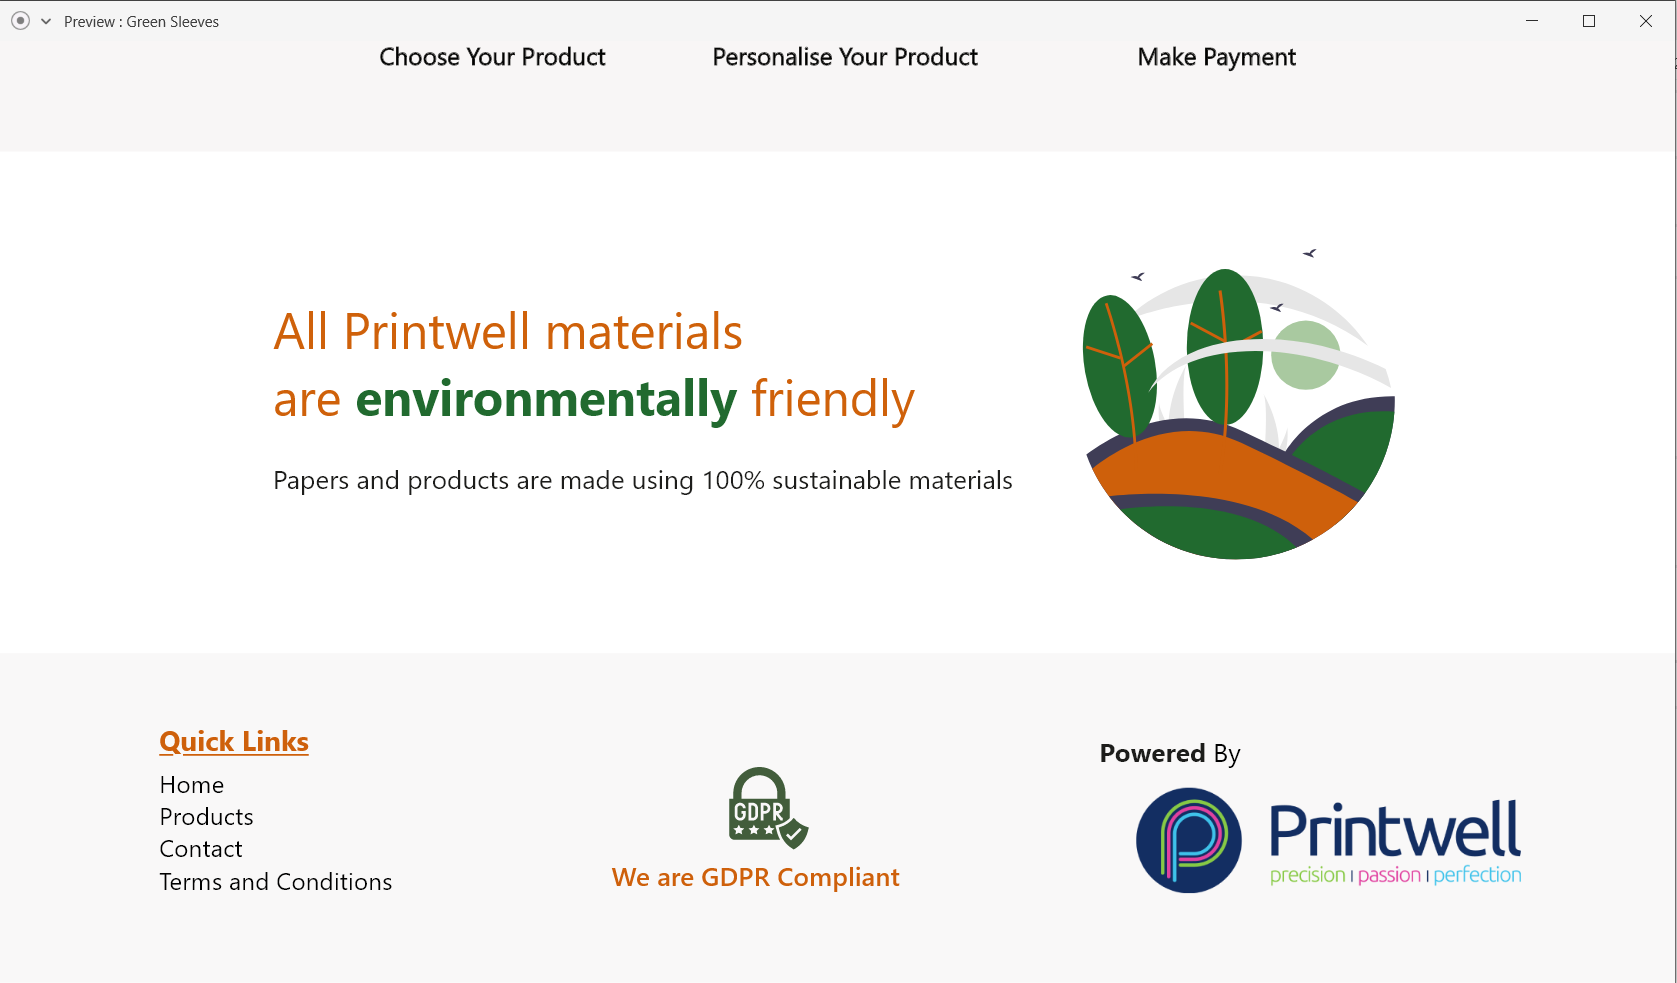 Preview : Green Sleeves
Choose Your Product
Personalise Your Product
Make Payment
All Printwell materials
are environmentally friendly
Papers and products are made using 100% sustainable materials
Quick Links
Home
Products
Contact
Terms and Conditions
GDPR
We are GDPR Compliant
Powered By
Printwell
precision | passion | perfection